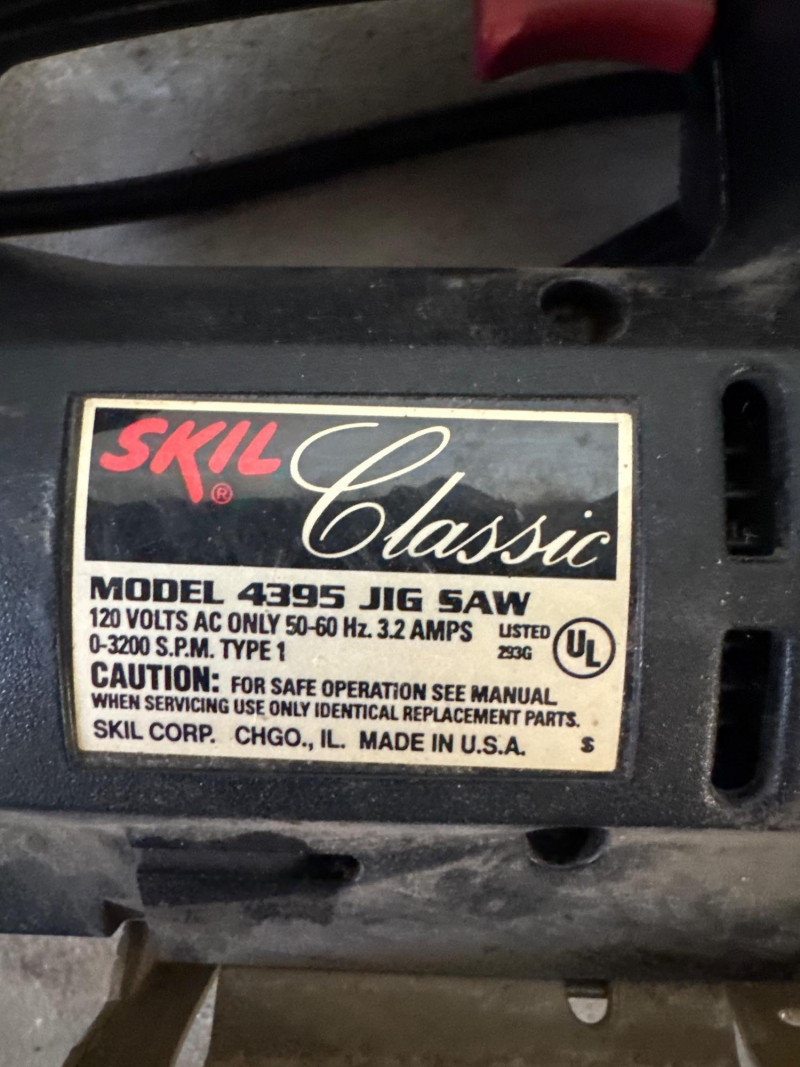 SKIL® Classic
MODEL 4395 JIG SAW
120 VOLTS AC ONLY 50-60 Hz. 3.2 AMPS
0-3200 S.P.M. TYPE 1
LISTED
293G
UL
CAUTION: FOR SAFE OPERATION SEE MANUAL
WHEN SERVICING USE ONLY IDENTICAL REPLACEMENT PARTS.
SKIL CORP. CHGO., IL. MADE IN U.S.A.